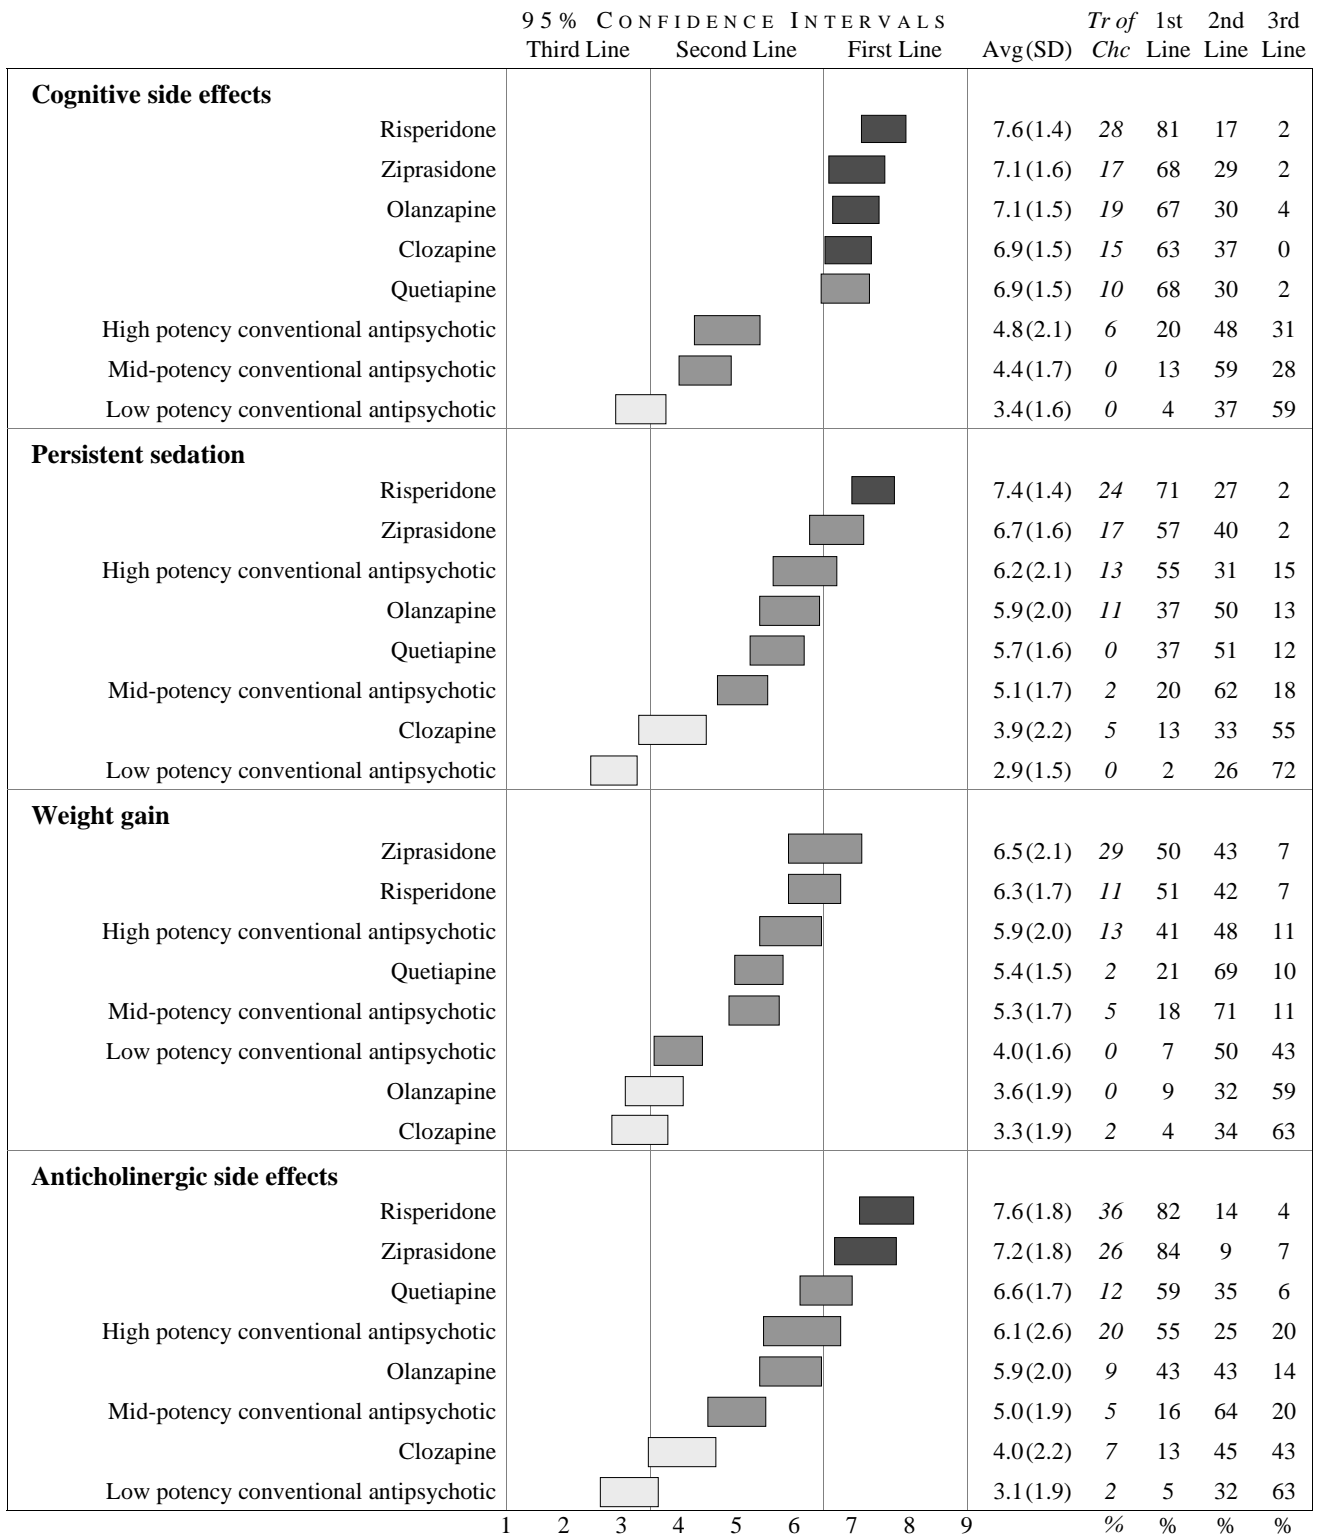 95% CONFIDENCE INTERVALS Tr of 1st 2nd 3rd
Third Line Second Line First Line Avg(SD) Chc Line Line Line
Cognitive side effects
Risperidone 7.6(1.4) 28 81 17 2
Ziprasidone 7.1(1.6) 17 68 29 2
Olanzapine 7.1(1.5) 19 67 30 4
Clozapine 6.9(1.5) 15 63 37 0
Quetiapine 6.9(1.5) 10 68 30 2
High potency conventional antipsychotic 4.8(2.1) 6 20 48 31
Mid-potency conventional antipsychotic 4.4(1.7) 0 13 59 28
Low potency conventional antipsychotic 3.4(1.6) 0 4 37 59
Persistent sedation
Risperidone 7.4(1.4) 24 71 27 2
Ziprasidone 6.7(1.6) 17 57 40 2
High potency conventional antipsychotic 6.2(2.1) 13 55 31 15
Olanzapine 5.9(2.0) 11 37 50 13
Quetiapine 5.7(1.6) 0 37 51 12
Mid-potency conventional antipsychotic 5.1(1.7) 2 20 62 18
Clozapine 3.9(2.2) 5 13 33 55
Low potency conventional antipsychotic 2.9(1.5) 0 2 26 72
Weight gain
Ziprasidone 6.5(2.1) 29 50 43 7
Risperidone 6.3(1.7) 11 51 42 7
High potency conventional antipsychotic 5.9(2.0) 13 41 48 11
Quetiapine 5.4(1.5) 2 21 69 10
Mid-potency conventional antipsychotic 5.3(1.7) 5 18 71 11
Low potency conventional antipsychotic 4.0(1.6) 0 7 50 43
Olanzapine 3.6(1.9) 0 9 32 59
Clozapine 3.3(1.9) 2 4 34 63
Anticholinergic side effects
Risperidone 7.6(1.8) 36 82 14 4
Ziprasidone 7.2(1.8) 26 84 9 7
Quetiapine 6.6(1.7) 12 59 35 6
High potency conventional antipsychotic 6.1(2.6) 20 55 25 20
Olanzapine 5.9(2.0) 9 43 43 14
Mid-potency conventional antipsychotic 5.0(1.9) 5 16 64 20
Clozapine 4.0(2.2) 7 13 45 43
Low potency conventional antipsychotic 3.1(1.9) 2 5 32 63
1 2 3 4 5 6 7 8 9 % % % %